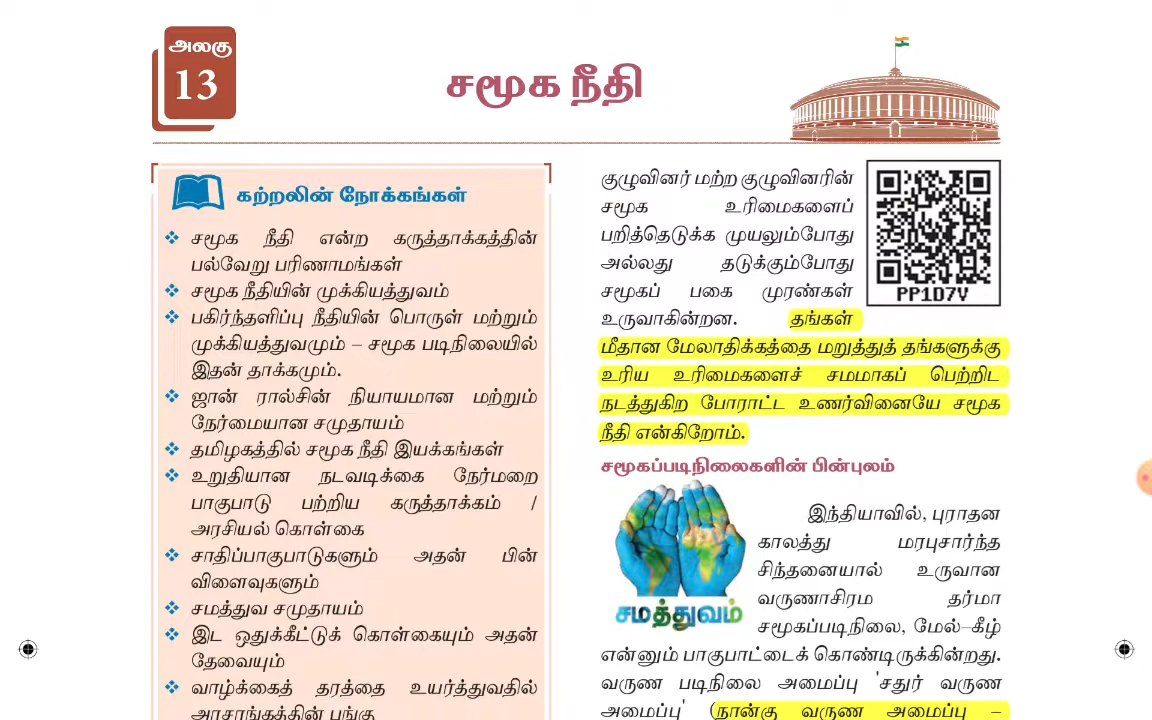 அலகு
13
சமூக நீதி
கற்றலின் நோக்கங்கள்
சமூக நீதி என்ற கருத்தாக்கத்தின்
பல்வேறு பரிணாமங்கள்
சமூக நீதியின் முக்கியத்துவம்
பகிர்ந்தளிப்பு நீதியின் பொருள் மற்றும்
முக்கியத்துவமும் – சமூக படிநிலையில்
இதன் தாக்கமும்.
ஜான் ரால்சின் நியாயமான மற்றும்
நேர்மையான சமுதாயம்
தமிழகத்தில் சமூக நீதி இயக்கங்கள்
உறுதியான நடவடிக்கை நேர்மறை
பாகுபாடு பற்றிய கருத்தாக்கம் /
அரசியல் கொள்கை
சாதிப்பாகுபாடுகளும் அதன் பின்
விளைவுகளும்
சமத்துவ சமுதாயம்
இட ஒதுக்கீட்டுக் கொள்கையும் அதன்
தேவையும்
வாழ்க்கைத் தரத்தை உயர்த்துவதில்
அரசாங்கத்தின் பங்கு
குழுவினர் மற்ற குழுவினரின்
சமூக உரிமைகளைப்
பறித்தெடுக்க முயலும்போது
அல்லது தடுக்கும்போது
சமூகப் பகை முரண்கள்
உருவாகின்றன. தங்கள்
மீதான மேலாதிக்கத்தை மறுத்துத் தங்களுக்கு
உரிய உரிமைகளைச் சமமாகப் பெற்றிட
நடத்துகிற போராட்ட உணர்வினையே சமூக
நீதி என்கிறோம்.
PP1D7V
சமூகப்படிநிலைகளின் பின்புலம்
சமத்துவம்
இந்தியாவில், புராதன
காலத்து மரபுசார்ந்த
சிந்தனையால் உருவான
வருணாசிரம தர்மா
சமூகப்படிநிலை, மேல்–கீழ்
என்னும் பாகுபாட்டைக் கொண்டிருக்கின்றது.
வருண படிநிலை அமைப்பு 'சதுர் வருண
அமைப்பு' (நான்கு வருண அமைப்பு –